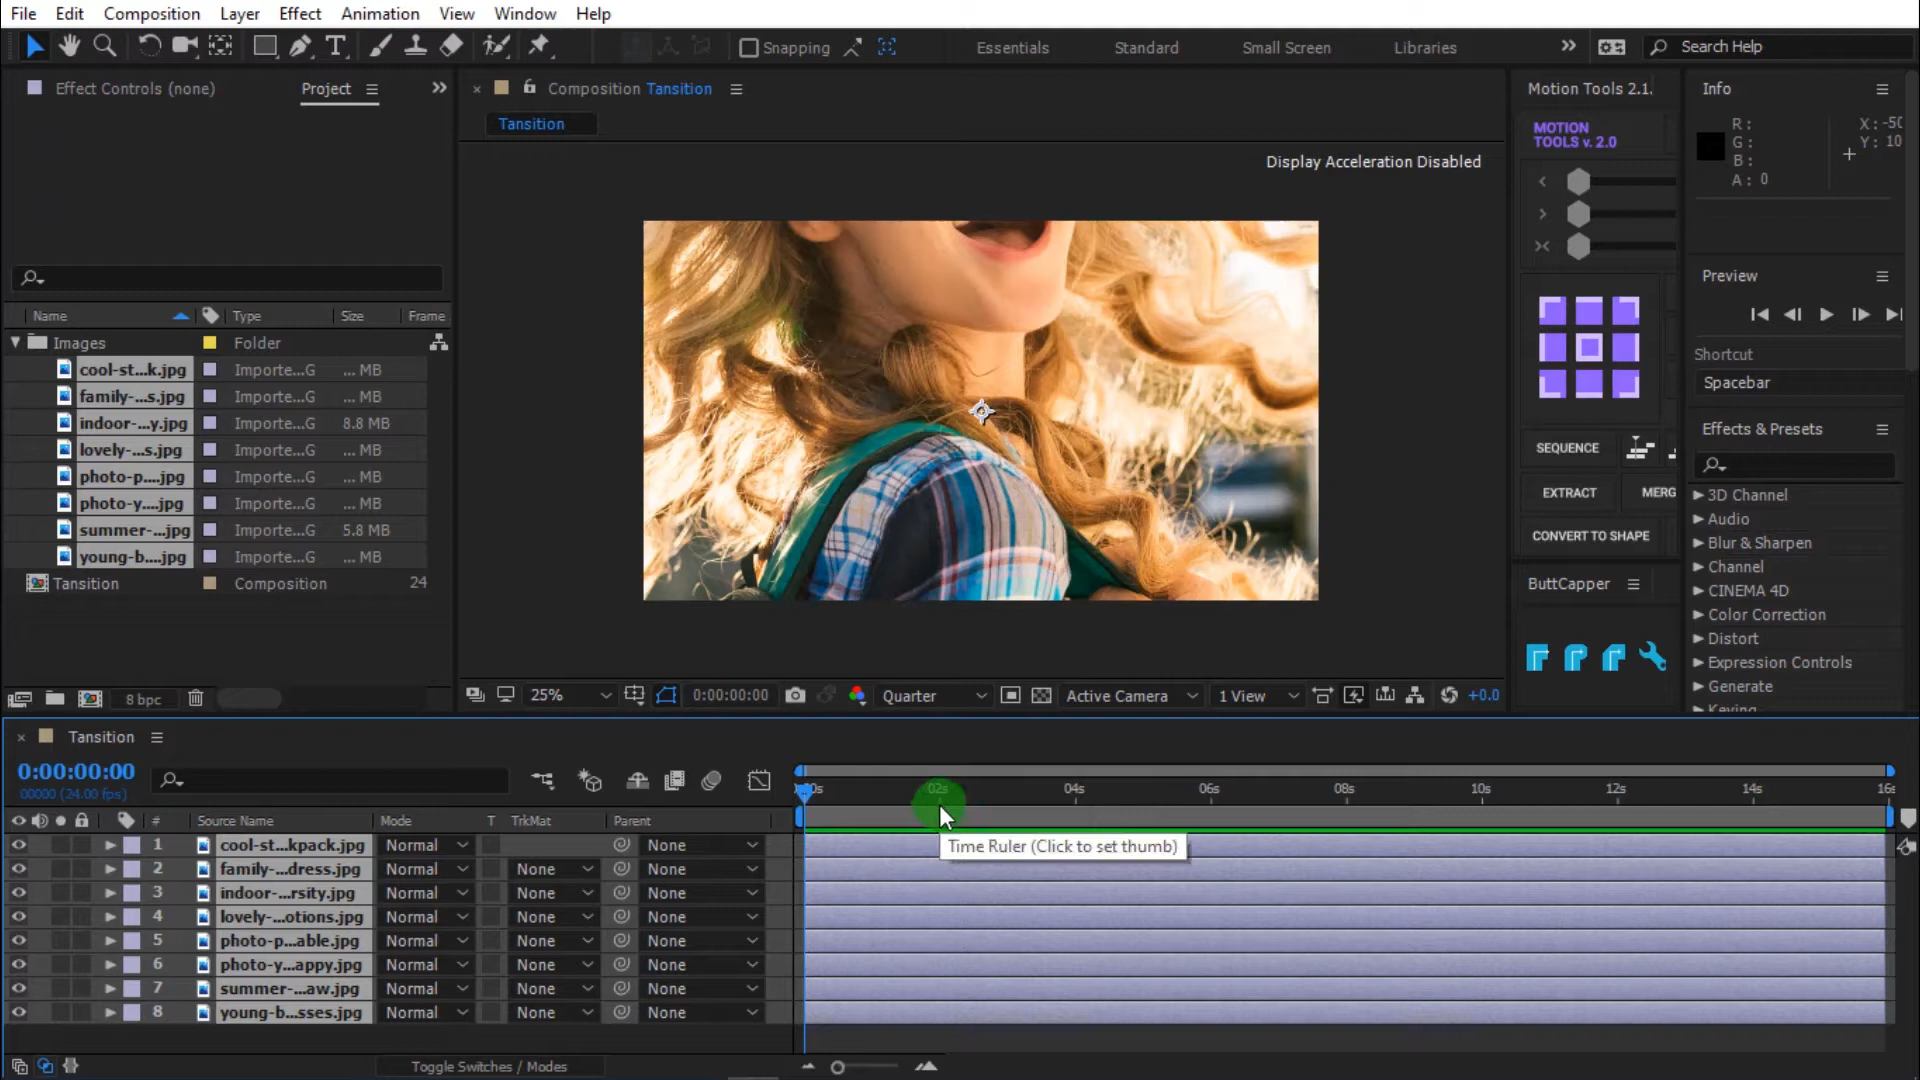 File Edit Composition Layer Effect Animation View Window Help
Snapping Essentials Standard Small Screen Libraries Search Help
Effect Controls (none) Project
Composition Tansition
Motion Tools 2.1.
Info
Tansition
MOTION
TOOLS v. 2.0
R:
G:
B:
A: 0
X: -50
Y: 10
Display Acceleration Disabled
Preview
Shortcut
Spacebar
Effects & Presets
Name Type Size Frame
Images Folder
cool-st...k.jpg Importe...G ... MB
family-...s.jpg Importe...G ... MB
indoor-...y.jpg Importe...G 8.8 MB
lovely-...s.jpg Importe...G ... MB
photo-p....jpg Importe...G ... MB
photo-y....jpg Importe...G ... MB
summer-...jpg Importe...G 5.8 MB
young-b....jpg Importe...G ... MB
Tansition Composition 24
SEQUENCE
EXTRACT MERG
CONVERT TO SHAPE
ButtCapper
3D Channel
Audio
Blur & Sharpen
Channel
CINEMA 4D
Color Correction
Distort
Expression Controls
Generate
Keying
8 bpc
25% 0:00:00:00 Quarter Active Camera 1 View +0.0
Tansition
0:00:00:00
00000 (24.00 fps)
02s 04s 06s 08s 10s 12s 14s 16s
# Source Name Mode T TrkMat Parent
1 cool-st...kpack.jpg Normal None
2 family-...dress.jpg Normal None None
3 indoor-...rsity.jpg Normal None None
4 lovely-...otions.jpg Normal None None
5 photo-p...able.jpg Normal None None
6 photo-y...appy.jpg Normal None None
7 summer-...aw.jpg Normal None None
8 young-b...sses.jpg Normal None None
Time Ruler (Click to set thumb)
Toggle Switches / Modes